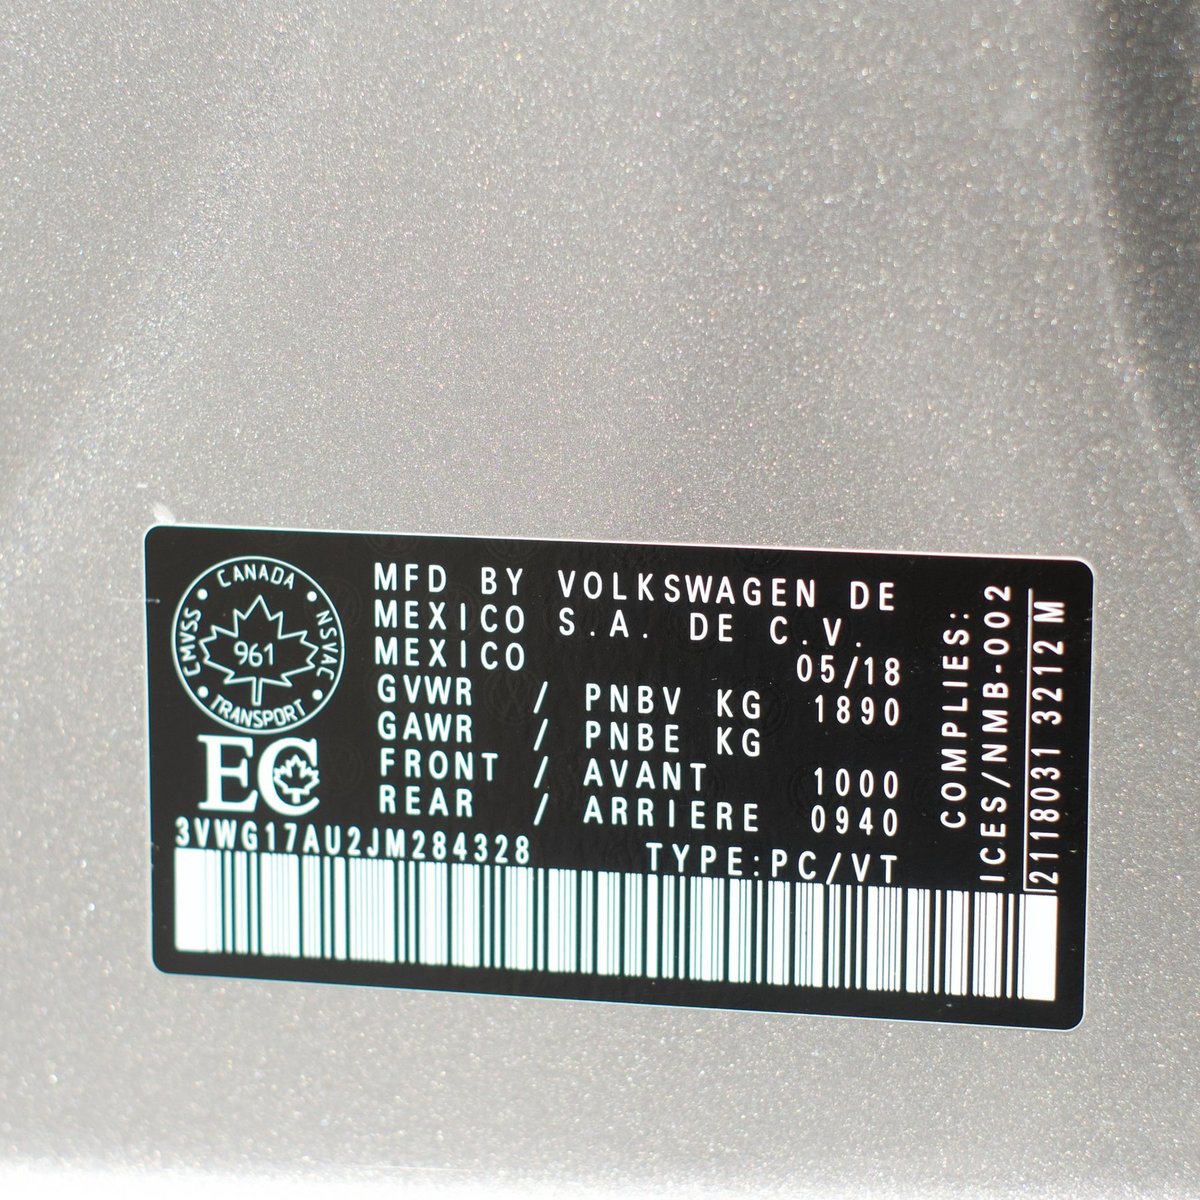 CANADA
CMVSS
NSVAC
961
TRANSPORT
EC
MFD BY VOLKSWAGEN DE
MEXICO S.A. DE C.V.
MEXICO 05/18
GVWR / PNBV KG 1890
GAWR / PNBE KG
FRONT / AVANT 1000
REAR / ARRIERE 0940
3VWG17AU2JM284328
TYPE:PC/VT
COMPLIES:
ICES/NMB-002
2118031 3212 M